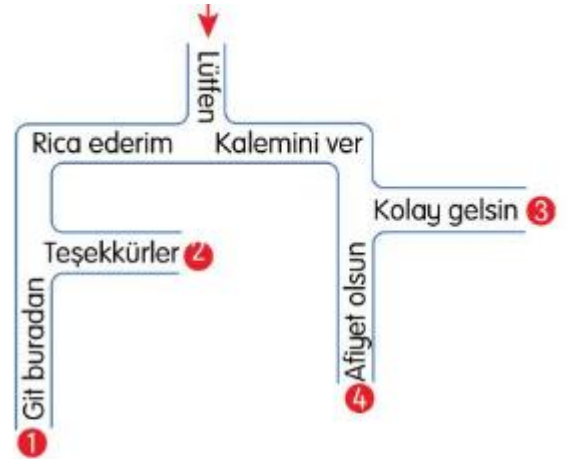 Lütfen
Rica ederim
Kalemini ver
Kolay gelsin 3
Teşekkürler 2
Git buradan
1
Afiyet olsun
4